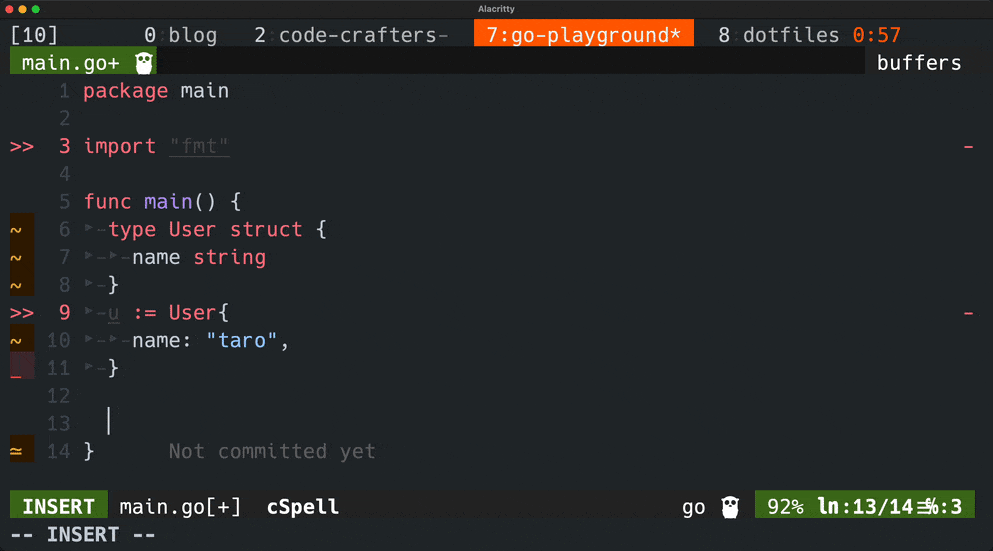 Alacritty
[10] 0:blog 2:code-crafters- 7:go-playground* 8:dotfiles 0:57
main.go+ buffers
1 package main
2
>> 3 import "fmt" -
4
5 func main() {
~ 6 ‣-type User struct {
~ 7 ‣-‣-name string
~ 8 ‣-}
>> 9 ‣-u := User{ -
~ 10 ‣-‣-name: "taro",
_ 11 ‣-}
12
13
≃ 14 } Not committed yet
INSERT main.go[+] cSpell go 92% ln:13/14≡%:3
-- INSERT --